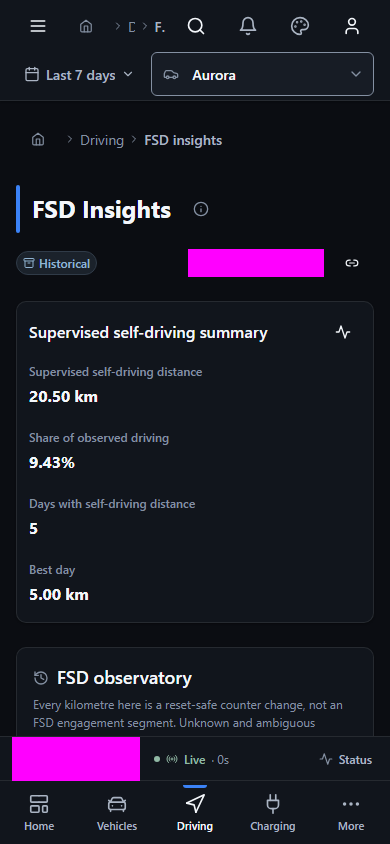 D F.
Last 7 days Aurora
Driving FSD insights
FSD Insights
Historical
Supervised self-driving summary
Supervised self-driving distance
20.50 km
Share of observed driving
9.43%
Days with self-driving distance
5
Best day
5.00 km
FSD observatory
Every kilometre here is a reset-safe counter change, not an
FSD engagement segment. Unknown and ambiguous
Live · 0s Status
Home Vehicles Driving Charging More